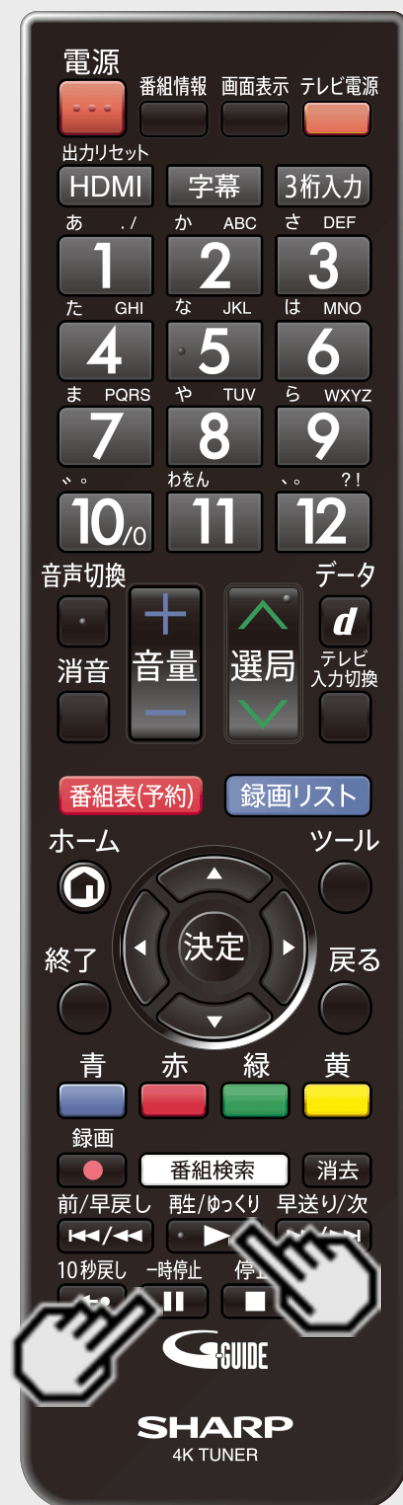 電源
番組情報 画面表示 テレビ電源
出力リセット
HDMI 字幕 3桁入力
あ ./ か ABC さ DEF
1 2 3
た GHI な JKL は MNO
4 5 6
ま PQRS や TUV ら WXYZ
7 8 9
゛゜ わをん 、。 ?!
10/0 11 12
音声切換 データ
d
消音 音量 選局 テレビ
入力切換
番組表(予約) 録画リスト
ホーム ツール
決定
終了 戻る
青 赤 緑 黄
録画
番組検索 消去
前/早戻し 再生/ゆっくり 早送り/次
10秒戻し 一時停止
G-GUIDE
SHARP
4K TUNER